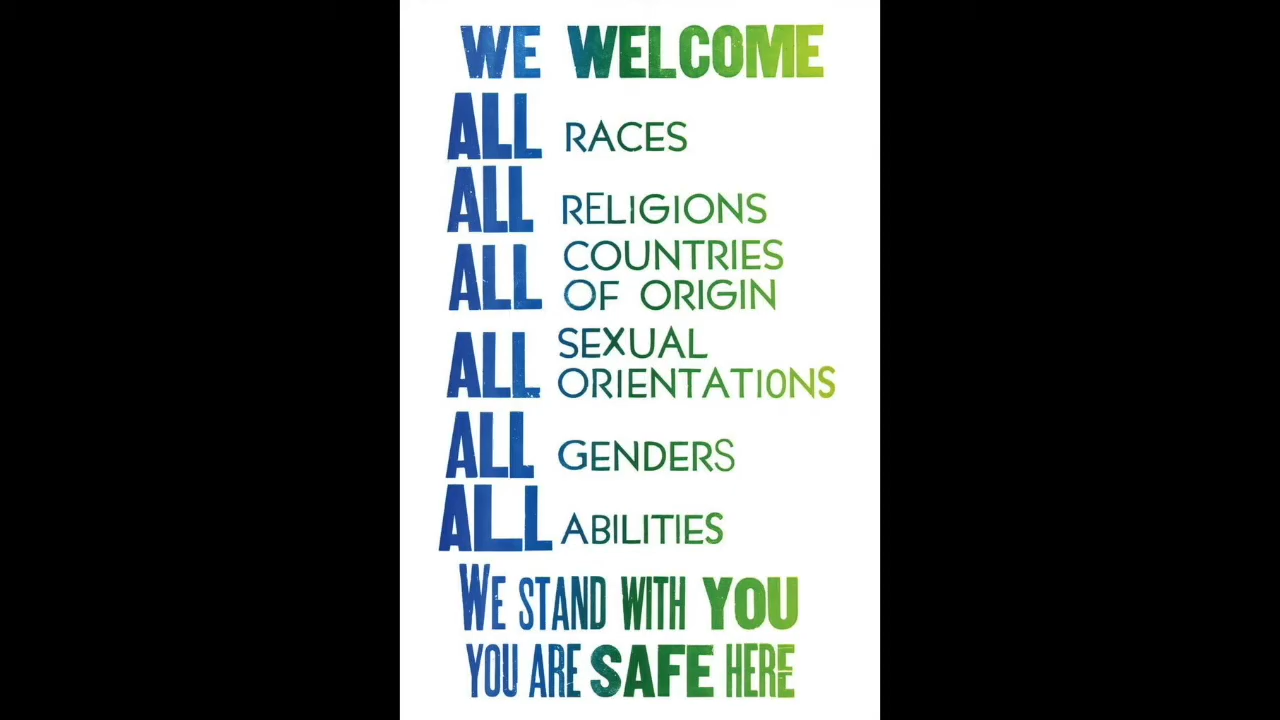 WE WELCOME
ALL RACES
ALL RELIGIONS
ALL COUNTRIES
OF ORIGIN
ALL SEXUAL
ORIENTATIONS
ALL GENDERS
ALL ABILITIES
WE STAND WITH YOU
YOU ARE SAFE HERE